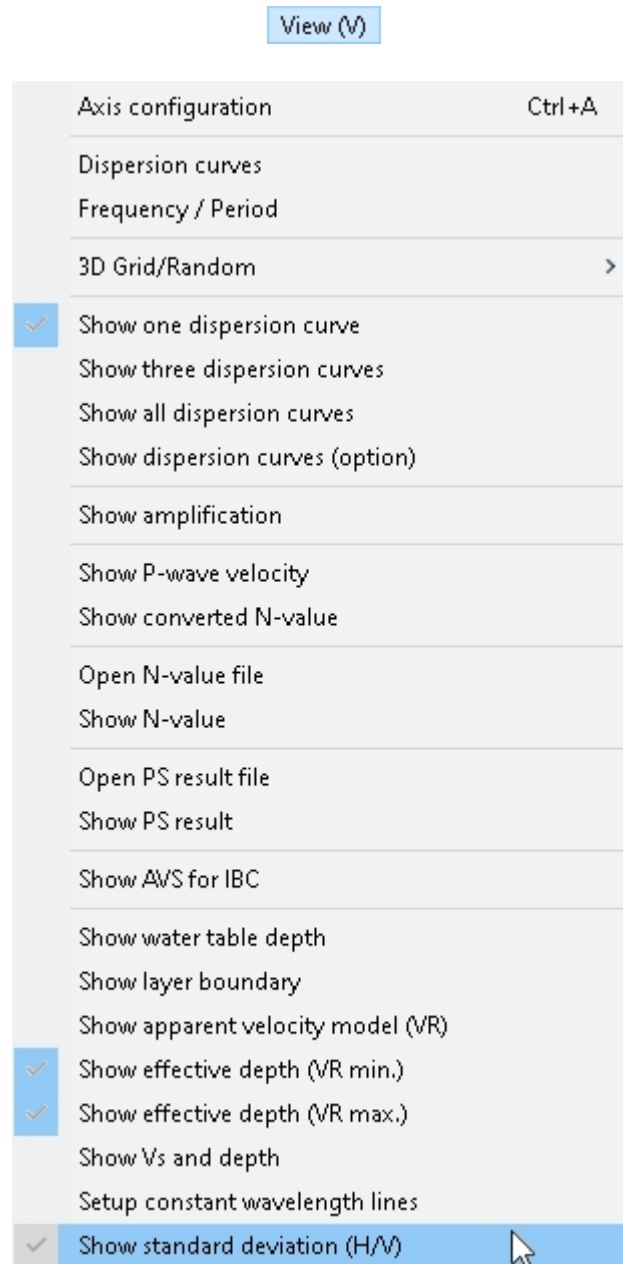 View (V)
Axis configuration Ctrl+A
Dispersion curves
Frequency / Period
3D Grid/Random
Show one dispersion curve
Show three dispersion curves
Show all dispersion curves
Show dispersion curves (option)
Show amplification
Show P-wave velocity
Show converted N-value
Open N-value file
Show N-value
Open PS result file
Show PS result
Show AVS for IBC
Show water table depth
Show layer boundary
Show apparent velocity model (VR)
Show effective depth (VR min.)
Show effective depth (VR max.)
Show Vs and depth
Setup constant wavelength lines
Show standard deviation (H/V)